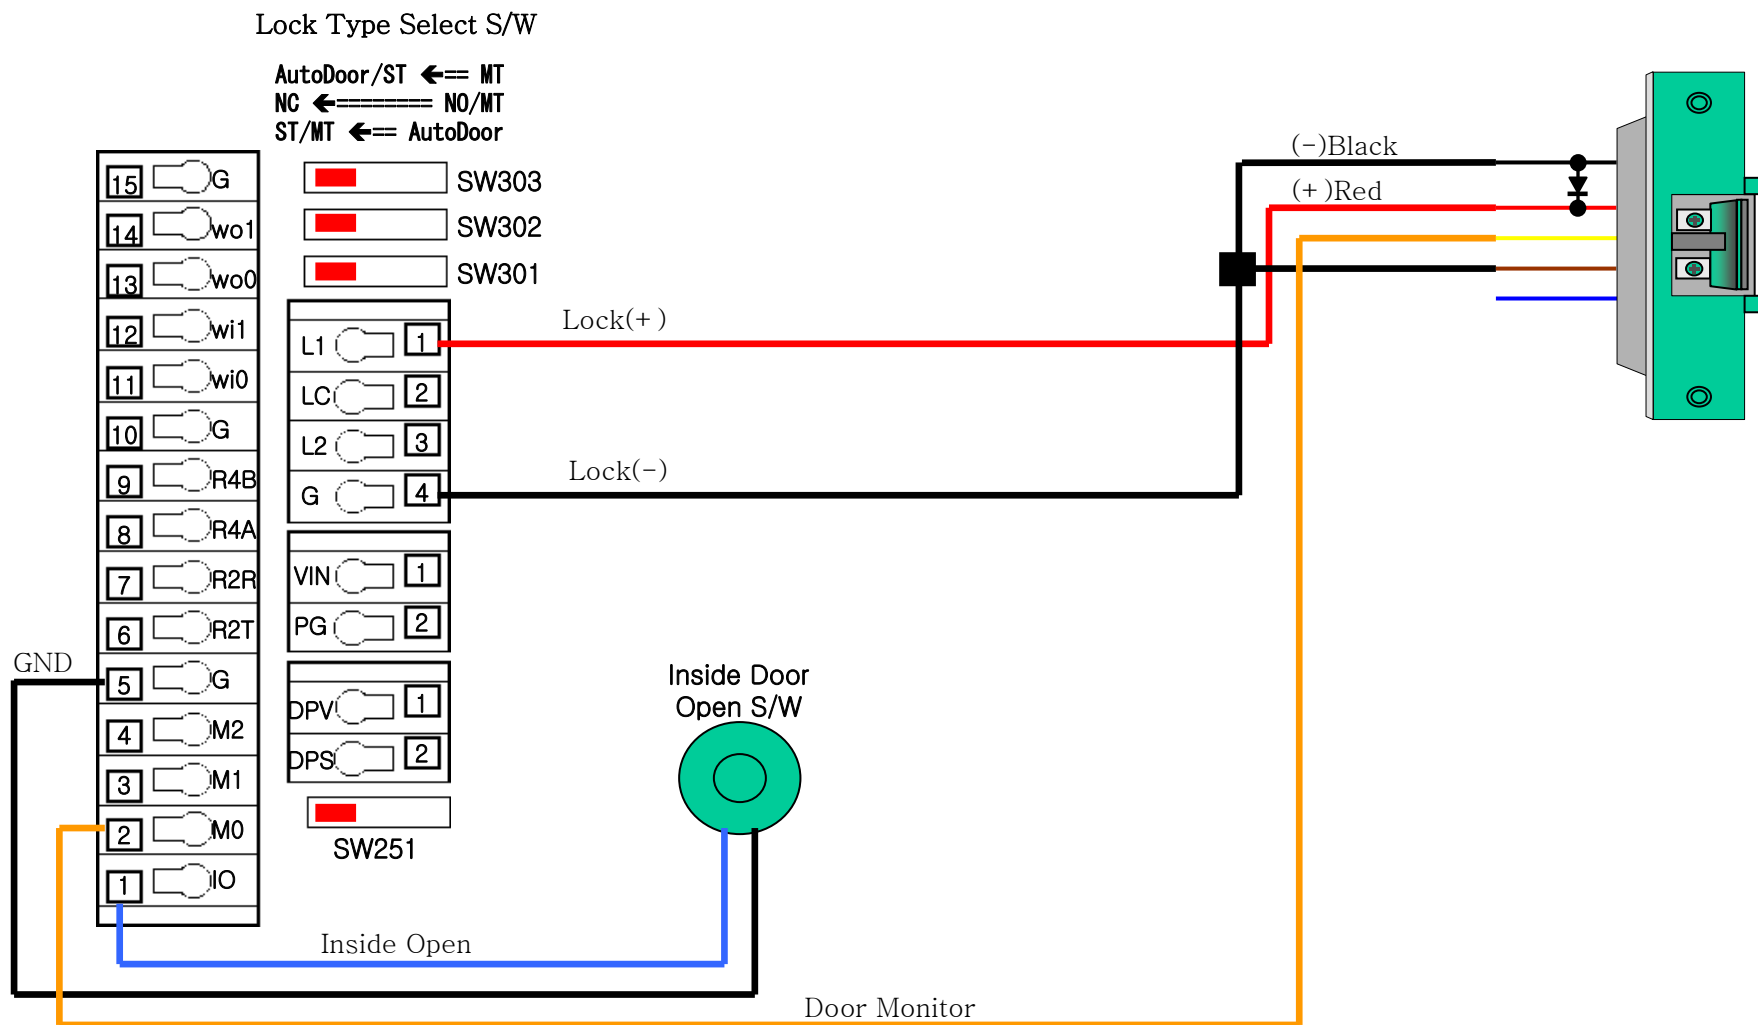 Lock Type Select S/W
AutoDoor/ST ←== MT
NC ←======== NO/MT
ST/MT ←== AutoDoor
SW303
SW302
SW301
15 G
14 wo1
13 wo0
12 wi1
11 wi0
10 G
9 R4B
8 R4A
7 R2R
6 R2T
5 G
4 M2
3 M1
2 M0
1 IO
L1 1
LC 2
L2 3
G 4
VIN 1
PG 2
DPV 1
DPS 2
SW251
GND
Lock(+)
Lock(-)
(-)Black
(+)Red
Inside Door
Open S/W
Inside Open
Door Monitor